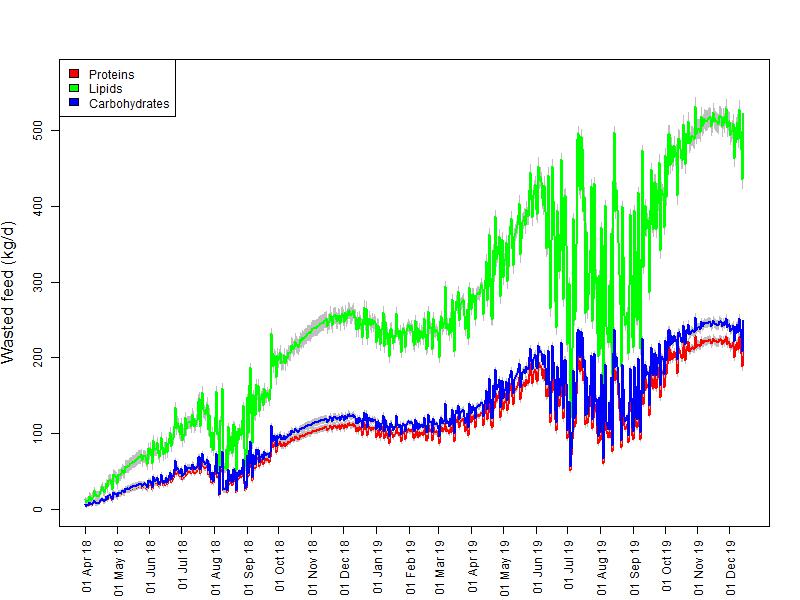 Proteins
Lipids
Carbohydrates
Wasted feed (kg/d)
500
400
300
200
100
0
01 Apr 18
01 May 18
01 Jun 18
01 Jul 18
01 Aug 18
01 Sep 18
01 Oct 18
01 Nov 18
01 Dec 18
01 Jan 19
01 Feb 19
01 Mar 19
01 Apr 19
01 May 19
01 Jun 19
01 Jul 19
01 Aug 19
01 Sep 19
01 Oct 19
01 Nov 19
01 Dec 19